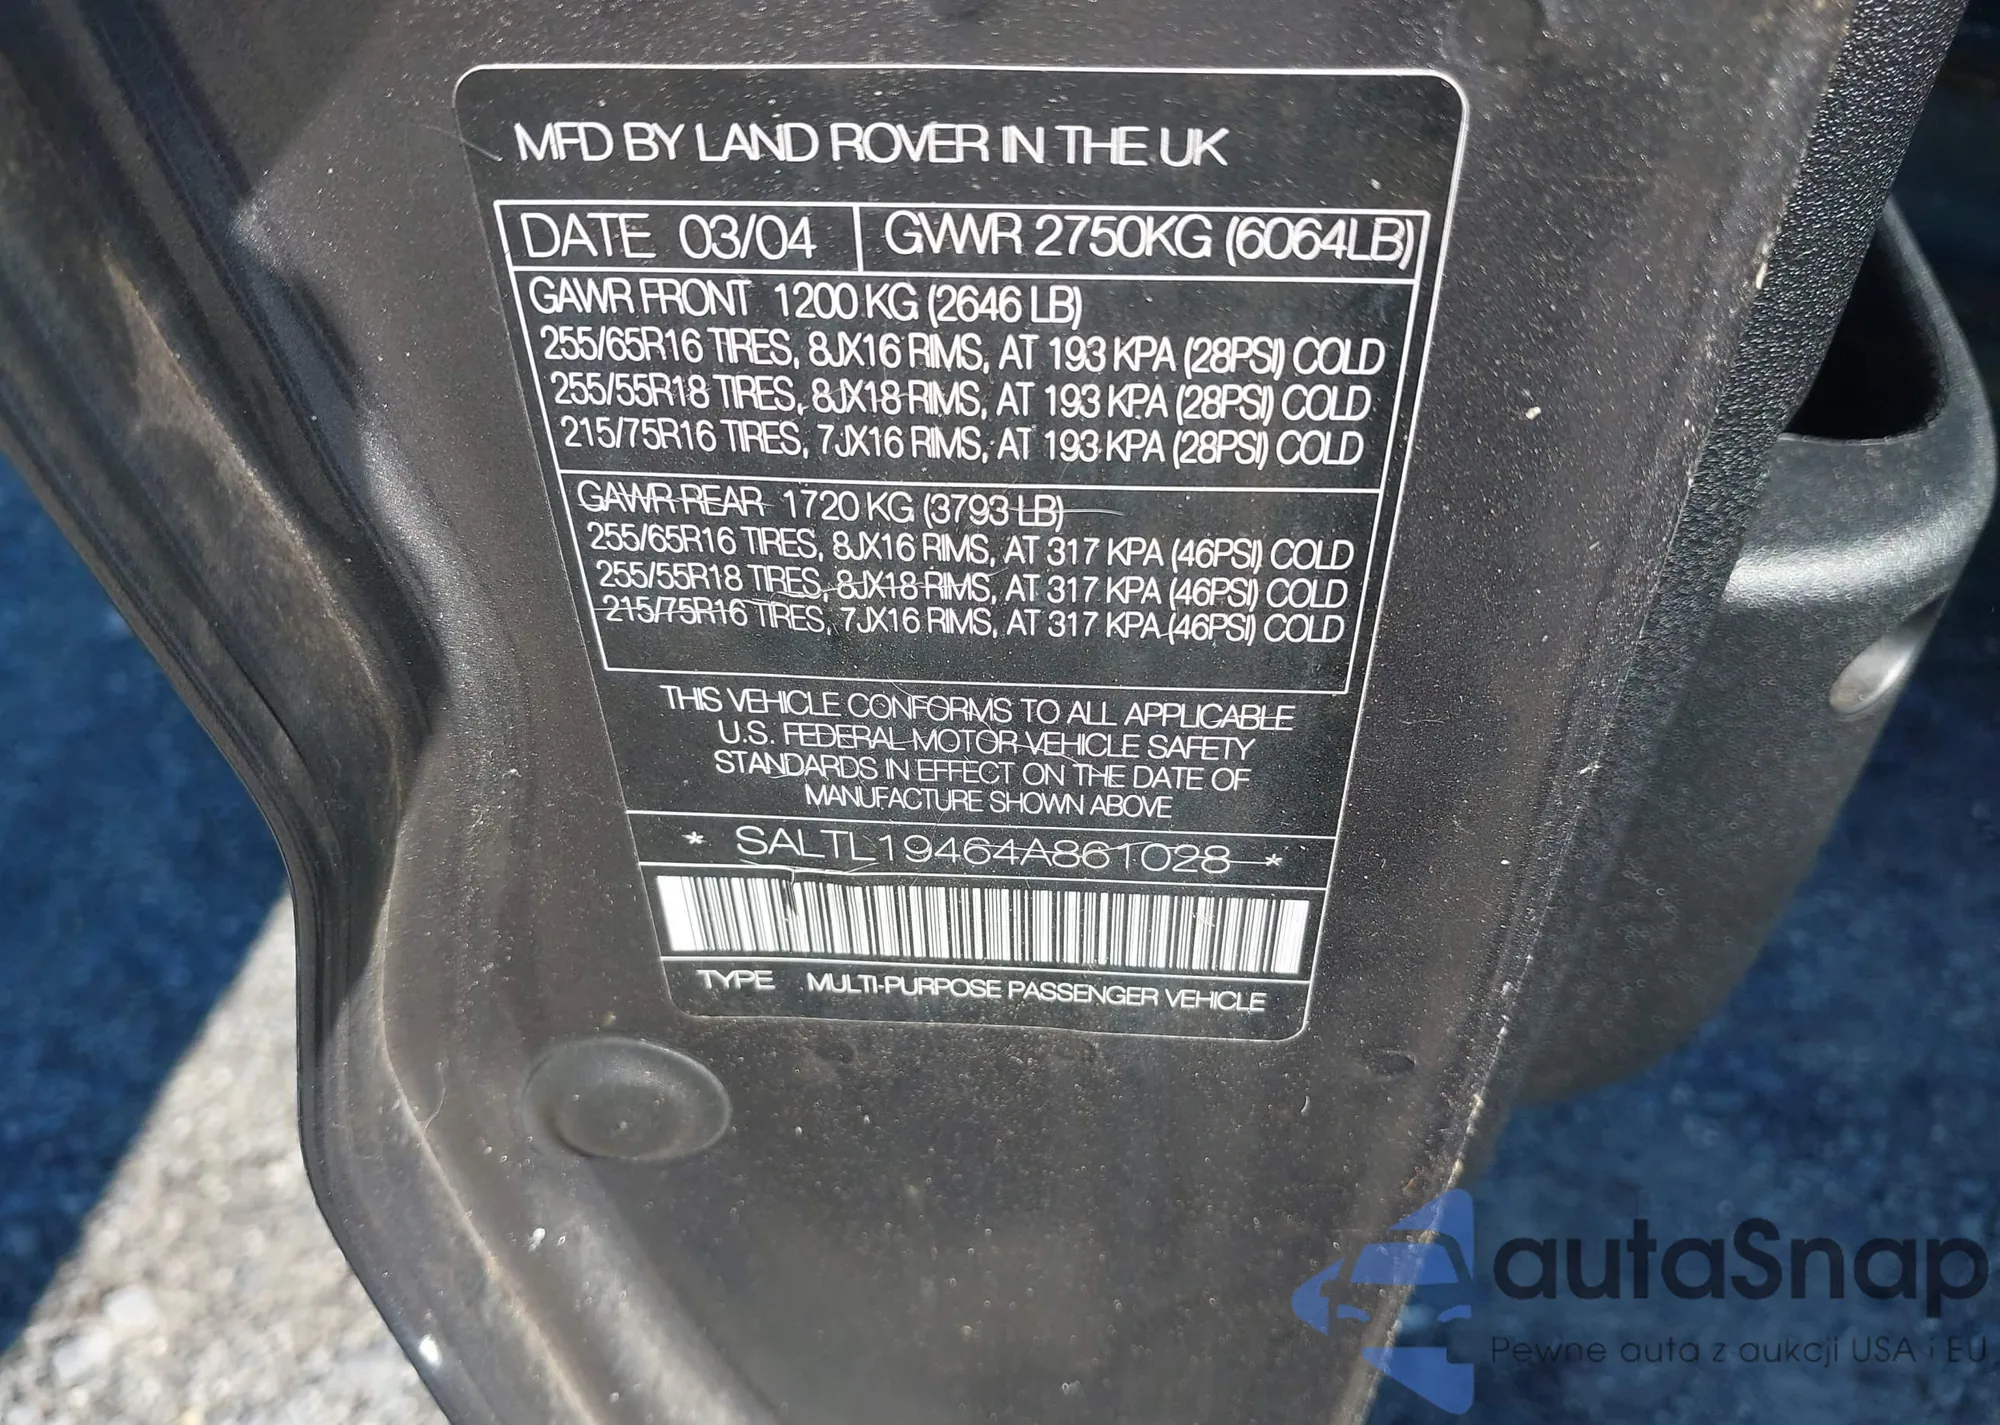 MFD BY LAND ROVER IN THE UK
DATE 03/04 GVWR 2750KG (6064LB)
GAWR FRONT 1200 KG (2646 LB)
255/65R16 TIRES, 8JX16 RIMS, AT 193 KPA (28PSI) COLD
255/55R18 TIRES, 8JX18 RIMS, AT 193 KPA (28PSI) COLD
215/75R16 TIRES, 7JX16 RIMS, AT 193 KPA (28PSI) COLD
GAWR REAR 1720 KG (3793 LB)
255/65R16 TIRES, 8JX16 RIMS, AT 317 KPA (46PSI) COLD
255/55R18 TIRES, 8JX18 RIMS, AT 317 KPA (46PSI) COLD
215/75R16 TIRES, 7JX16 RIMS, AT 317 KPA (46PSI) COLD
THIS VEHICLE CONFORMS TO ALL APPLICABLE
U.S. FEDERAL MOTOR VEHICLE SAFETY
STANDARDS IN EFFECT ON THE DATE OF
MANUFACTURE SHOWN ABOVE
* SALTL19464A861028 *
TYPE MULTI-PURPOSE PASSENGER VEHICLE
autaSnap
Pewne auta z aukcji USA i EU